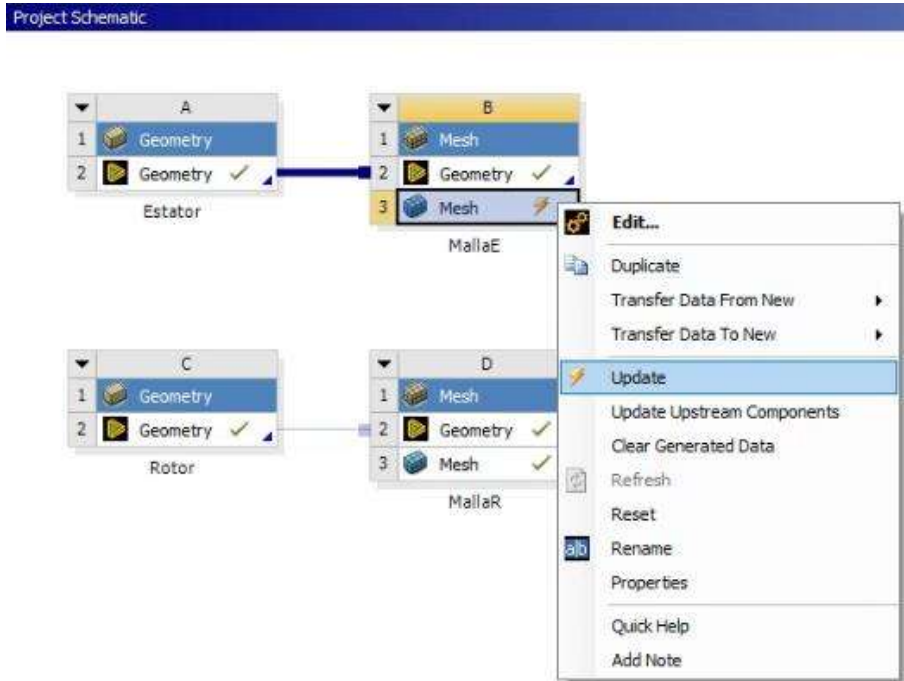 Project Schematic
A
1 Geometry
2 Geometry
Estator
B
1 Mesh
2 Geometry
3 Mesh
MallaE
C
1 Geometry
2 Geometry
Rotor
D
1 Mesh
2 Geometry
3 Mesh
MallaR
Edit...
Duplicate
Transfer Data From New
Transfer Data To New
Update
Update Upstream Components
Clear Generated Data
Refresh
Reset
a|b Rename
Properties
Quick Help
Add Note